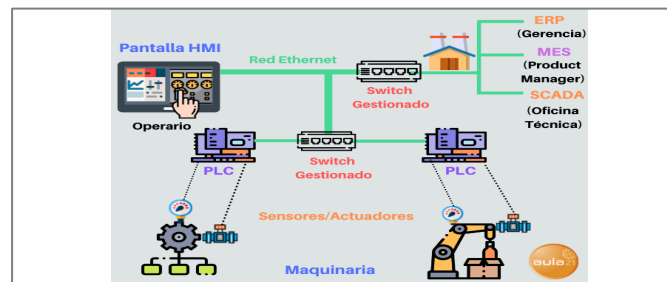 ERP
(Gerencia)
Pantalla HMI
Red Ethernet
MES
(Product
Manager)
Switch
Gestionado
SCADA
(Oficina
Técnica)
Operario
PLC
Switch
Gestionado
PLC
Sensores/Actuadores
Maquinaria
aula21